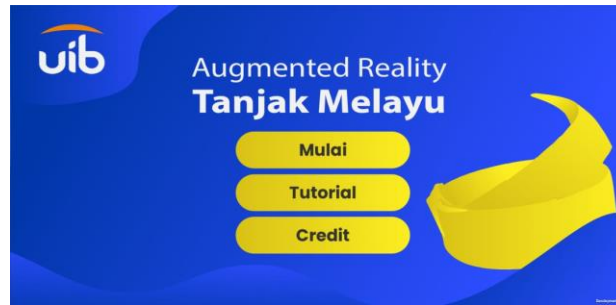 uib
Augmented Reality
Tanjak Melayu
Mulai
Tutorial
Credit